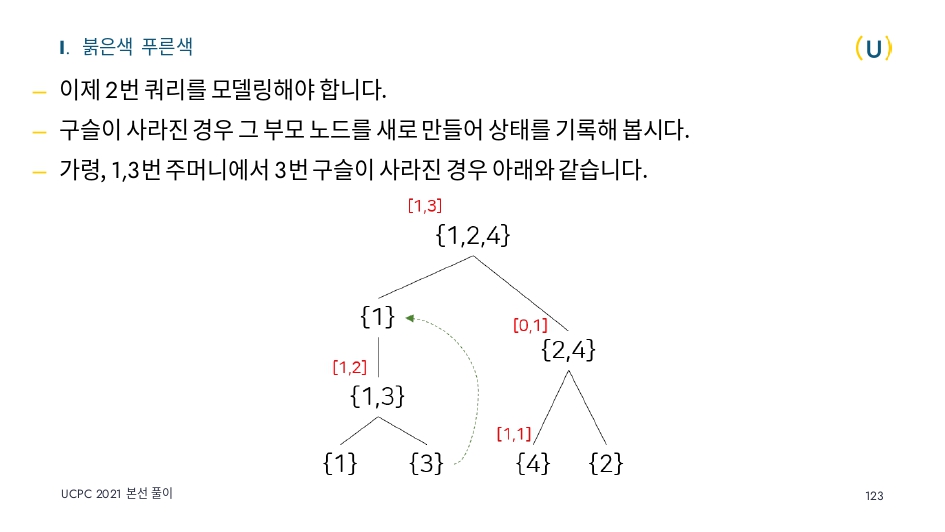 I. 붉은색 푸른색
(U)
– 이제 2번 쿼리를 모델링해야 합니다.
– 구슬이 사라진 경우 그 부모 노드를 새로 만들어 상태를 기록해 봅시다.
– 가령, 1,3번 주머니에서 3번 구슬이 사라진 경우 아래와 같습니다.
[1,3]
{1,2,4}
{1}
[0,1]
{2,4}
[1,2]
{1,3}
[1,1]
{1} {3} {4} {2}
UCPC 2021 본선 풀이
123